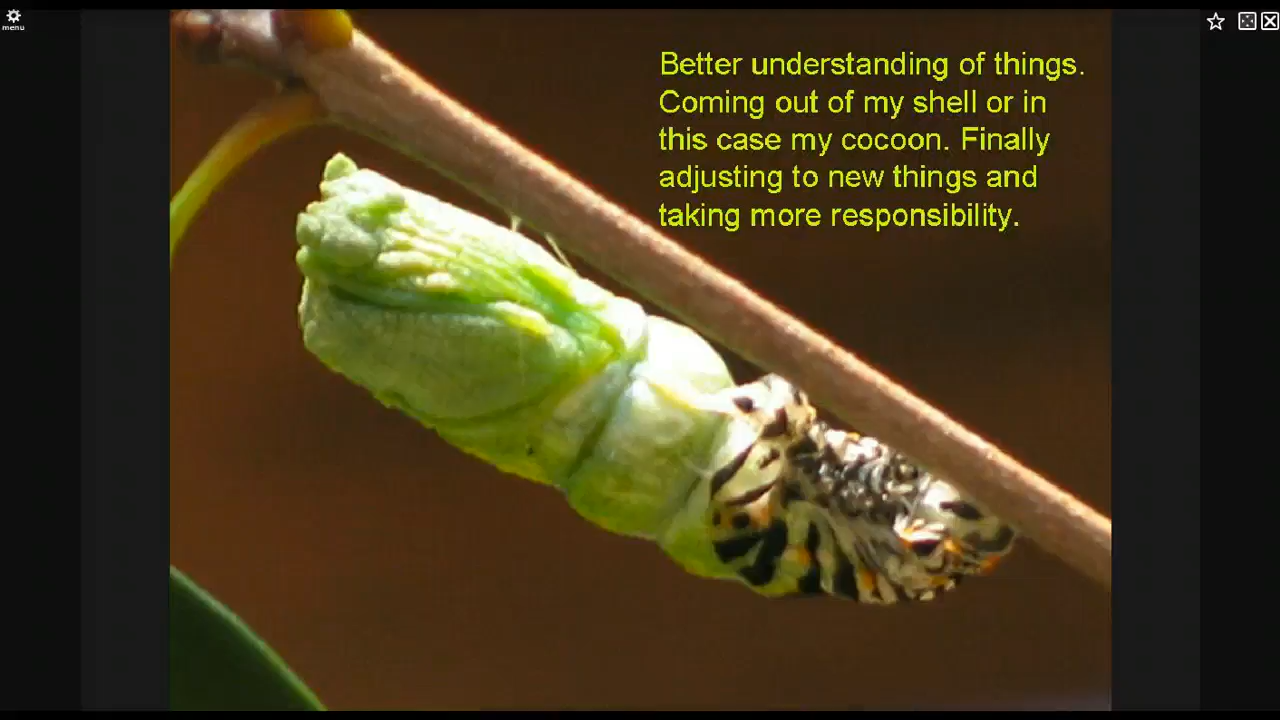 menu
Better understanding of things.
Coming out of my shell or in
this case my cocoon. Finally
adjusting to new things and
taking more responsibility.